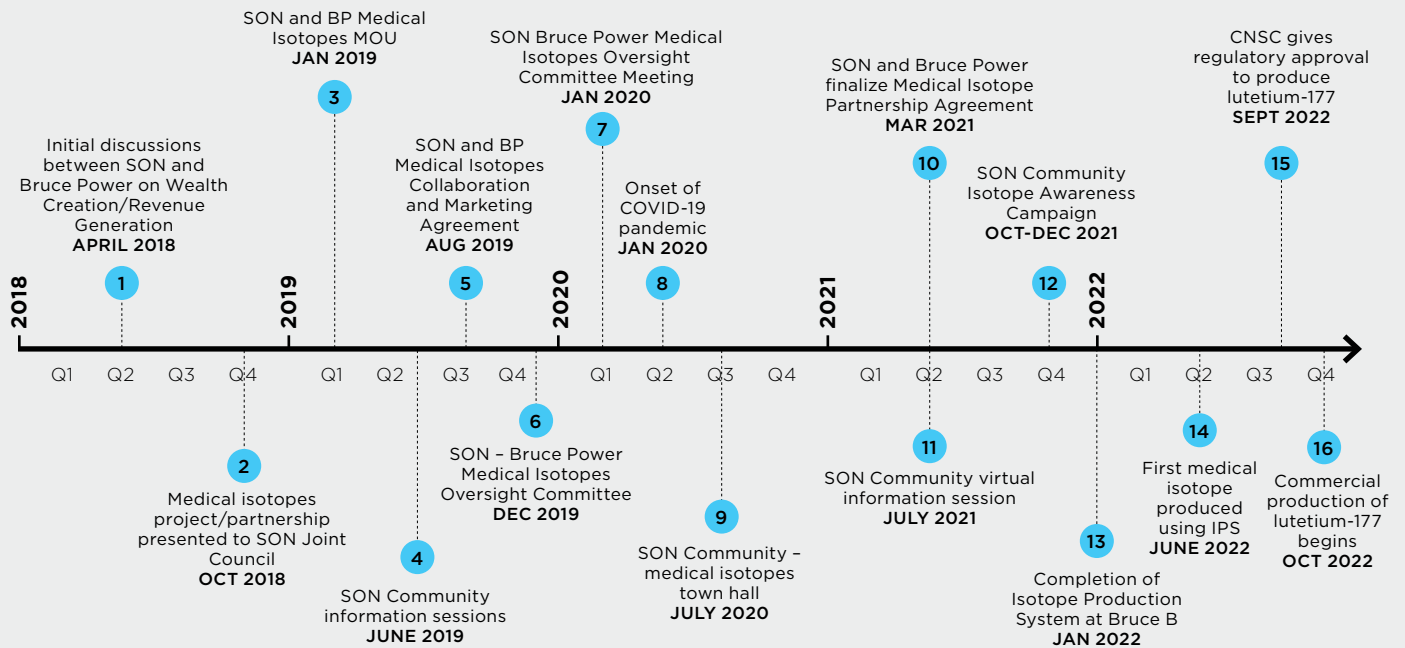 SON and BP Medical
Isotopes MOU
JAN 2019
3
SON Bruce Power Medical
Isotopes Oversight
Committee Meeting
JAN 2020
7
SON and Bruce Power
finalize Medical Isotope
Partnership Agreement
MAR 2021
10
CNSC gives
regulatory approval
to produce
lutetium-177
SEPT 2022
15
Initial discussions
between SON and
Bruce Power on Wealth
Creation/Revenue
Generation
APRIL 2018
1
SON and BP
Medical Isotopes
Collaboration
and Marketing
Agreement
AUG 2019
5
Onset of
COVID-19
pandemic
JAN 2020
8
SON Community
Isotope Awareness
Campaign
OCT-DEC 2021
12
2018
2019
2020
2021
2022
Q1 Q2 Q3 Q4 Q1 Q2 Q3 Q4 Q1 Q2 Q3 Q4 Q1 Q2 Q3 Q4 Q1 Q2 Q3 Q4
2
Medical isotopes
project/partnership
presented to SON Joint
Council
OCT 2018
4
SON Community
information sessions
JUNE 2019
6
SON – Bruce Power
Medical Isotopes
Oversight Committee
DEC 2019
9
SON Community –
medical isotopes
town hall
JULY 2020
11
SON Community virtual
information session
JULY 2021
13
Completion of
Isotope Production
System at Bruce B
JAN 2022
14
First medical
isotope
produced
using IPS
JUNE 2022
16
Commercial
production of
lutetium-177
begins
OCT 2022